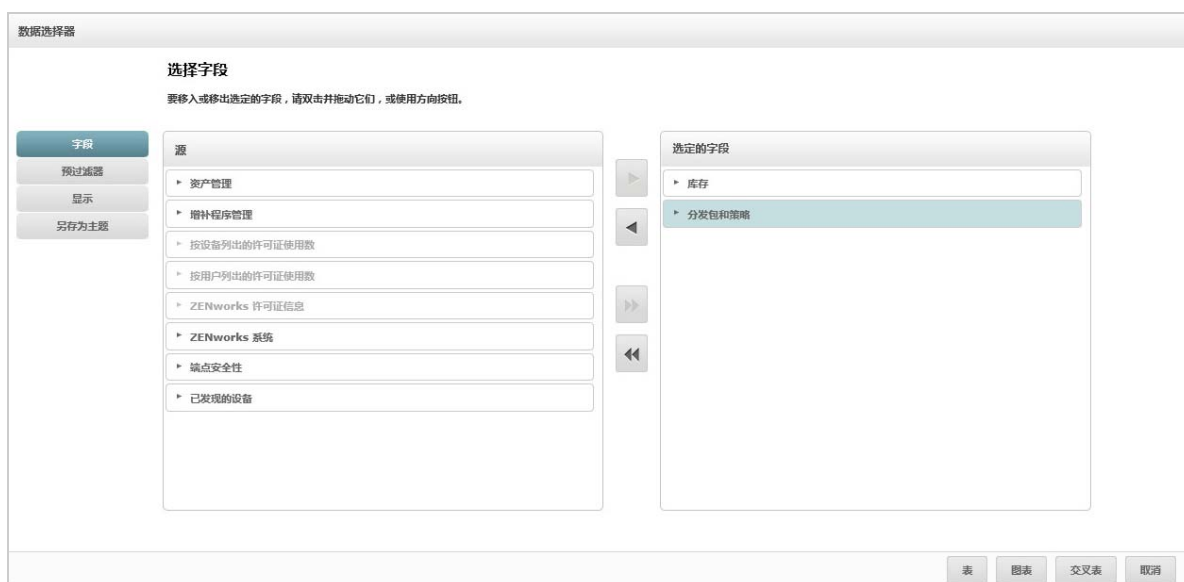 数据选择器
选择字段
要移入或移出选定的字段，请双击并拖动它们，或使用方向按钮。
字段
预过滤器
显示
另存为主题
源
资产管理
增补程序管理
按设备列出的许可证使用数
按用户列出的许可证使用数
ZENworks 许可证信息
ZENworks 系统
端点安全性
已发现的设备
选定的字段
库存
分发包和策略
表
图表
交叉表
取消